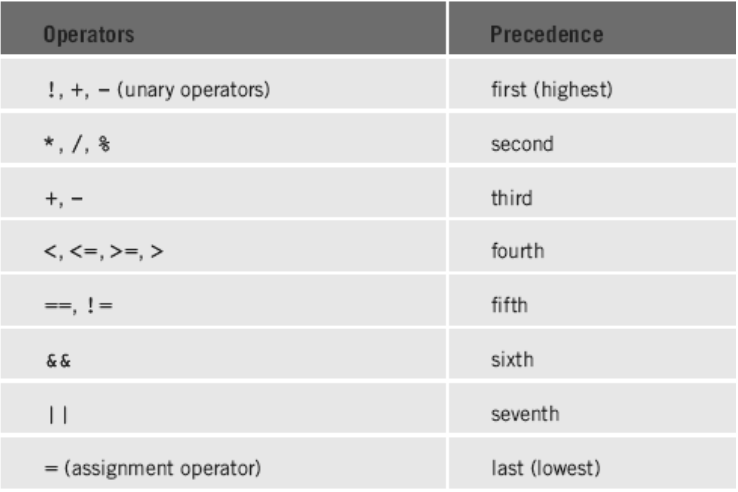 Operators Precedence
!, +, – (unary operators) first (highest)
*, /, % second
+, – third
<, <=, >=, > fourth
==, != fifth
&& sixth
|| seventh
= (assignment operator) last (lowest)